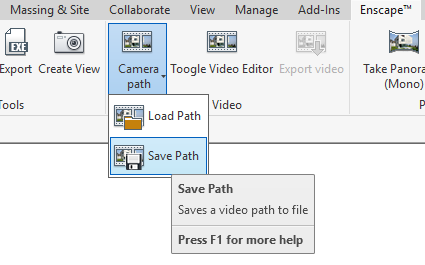 Massing & Site Collaborate View Manage Add-Ins Enscape™
EXE
Export Create View Camera path Toogle Video Editor Export video Take Panora (Mono)
Tools Video P
Load Path
Save Path
Save Path
Saves a video path to file
Press F1 for more help